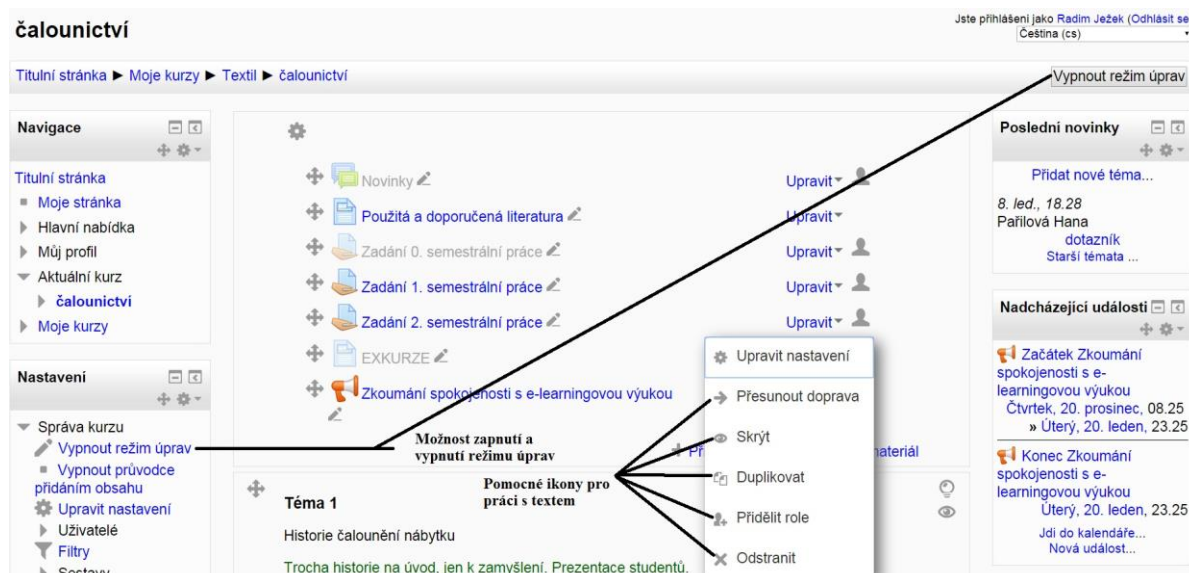 čalounictví
Jste přihlášeni jako Radim Ježek (Odhlásit se
Čeština (cs)
Titulní stránka ► Moje kurzy ► Textil ► čalounictví
Vypnout režim úprav
Navigace
Titulní stránka
Moje stránka
Hlavní nabídka
Můj profil
Aktuální kurz
čalounictví
Moje kurzy
Nastavení
Správa kurzu
Vypnout režim úprav
Vypnout průvodce
přidáním obsahu
Upravit nastavení
Uživatelé
Filtry
Sestavy
Novinky Upravit
Použitá a doporučená literatura Upravit
Zadání 0. semestrální práce Upravit
Zadání 1. semestrální práce Upravit
Zadání 2. semestrální práce Upravit
EXKURZE
Zkoumání spokojenosti s e-learningovou výukou
Možnost zapnutí a
vypnutí režimu úprav
Pomocné ikony pro
práci s textem
Upravit nastavení
Přesunout doprava
Skrýt
Duplikovat
Přidělit role
Odstranit
Téma 1
Historie čalounění nábytku
Trocha historie na úvod, jen k zamyšlení. Prezentace studentů.
Poslední novinky
Přidat nové téma...
8. led., 18.28
Pařilová Hana
dotazník
Starší témata ...
Nadcházející události
Začátek Zkoumání
spokojenosti s e-
learningovou výukou
Čtvrtek, 20. prosinec, 08.25
» Úterý, 20. leden, 23.25
Konec Zkoumání
spokojenosti s e-
learningovou výukou
Úterý, 20. leden, 23.25
Jdi do kalendáře...
Nová událost...